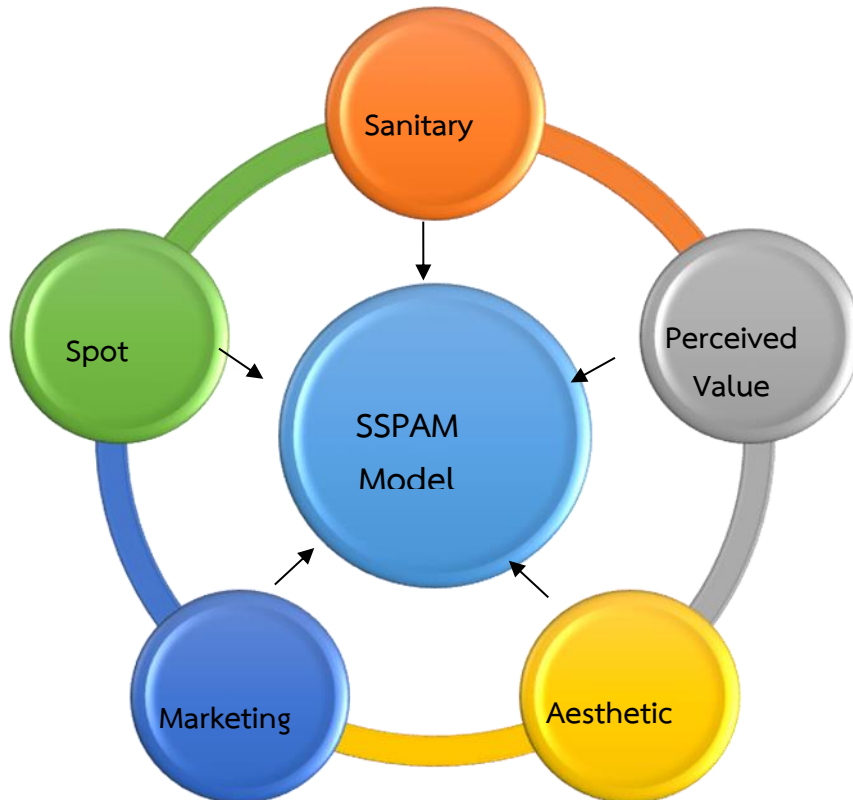 Sanitary
Spot
Perceived
Value
SSPAM
Model
Marketing
Aesthetic